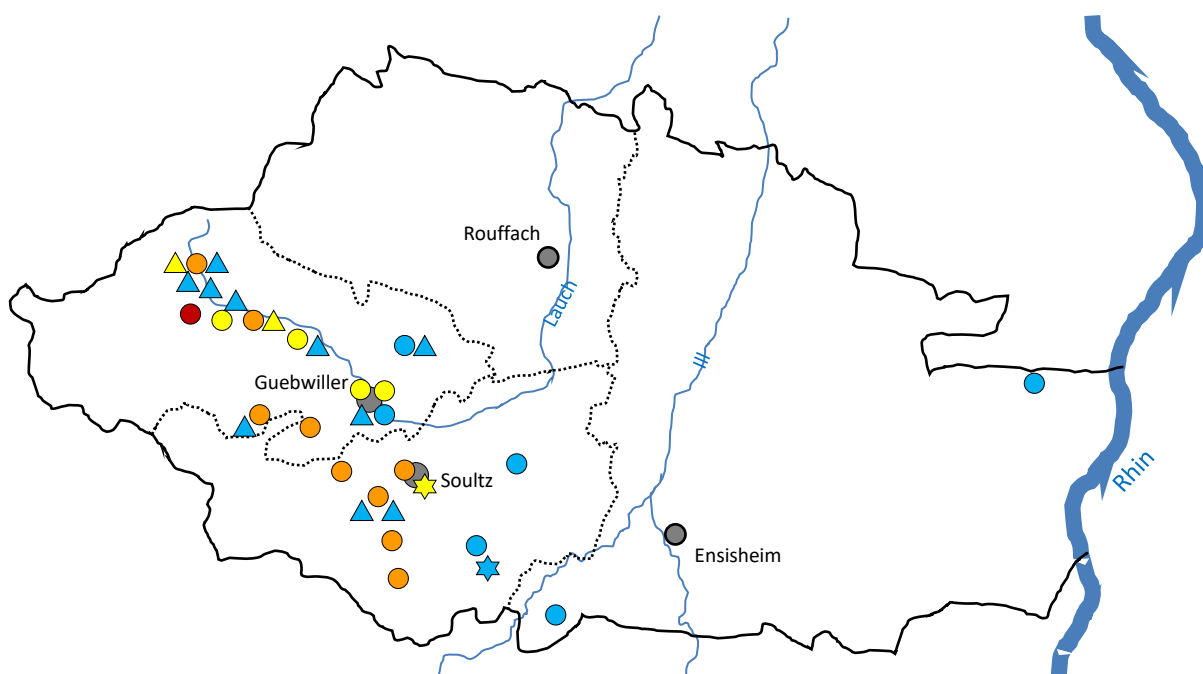 Rouffach
Lauch
Ill
Guebwiller
Soultz
Rhin
Ensisheim